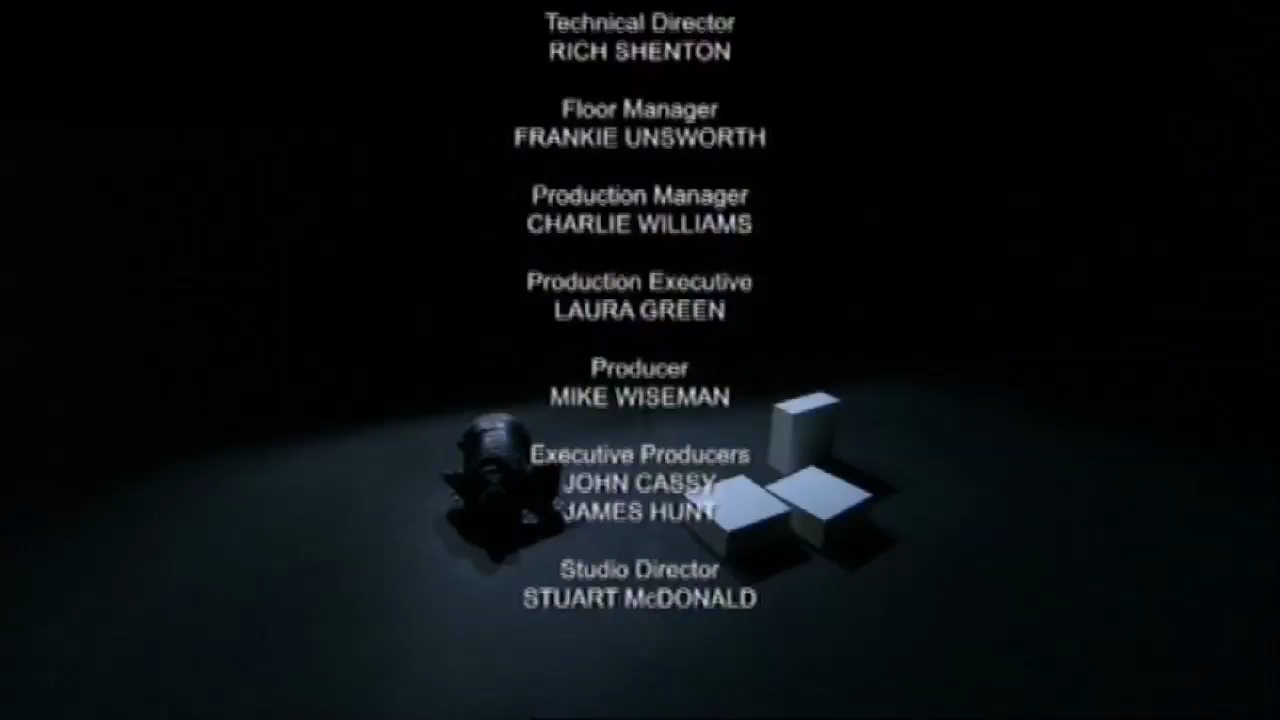 Technical Director
RICH SHENTON
Floor Manager
FRANKIE UNSWORTH
Production Manager
CHARLIE WILLIAMS
Production Executive
LAURA GREEN
Producer
MIKE WISEMAN
Executive Producers
JOHN CASSY
JAMES HUNT
Studio Director
STUART McDONALD